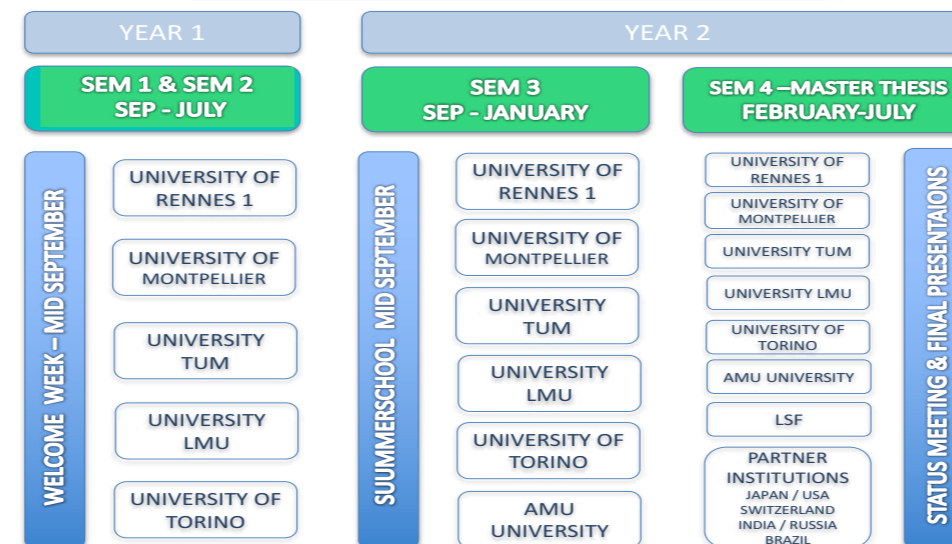 YEAR 1
YEAR 2
SEM 1 & SEM 2
SEP - JULY
SEM 3
SEP - JANUARY
SEM 4 –MASTER THESIS
FEBRUARY-JULY
WELCOME WEEK – MID SEPTEMBER
UNIVERSITY OF
RENNES 1
UNIVERSITY OF
MONTPELLIER
UNIVERSITY
TUM
UNIVERSITY
LMU
UNIVERSITY OF
TORINO
SUUMMERSCHOOL MID SEPTEMBER
UNIVERSITY OF
RENNES 1
UNIVERSITY OF
MONTPELLIER
UNIVERSITY
TUM
UNIVERSITY
LMU
UNIVERSITY OF
TORINO
AMU
UNIVERSITY
UNIVERSITY OF
RENNES 1
UNIVERSITY OF
MONTPELLIER
UNIVERSITY TUM
UNIVERSITY LMU
UNIVERSITY OF
TORINO
AMU UNIVERSITY
LSF
PARTNER
INSTITUTIONS
JAPAN / USA
SWITZERLAND
INDIA / RUSSIA
BRAZIL
STATUS MEETING & FINAL PRESENTAIONS